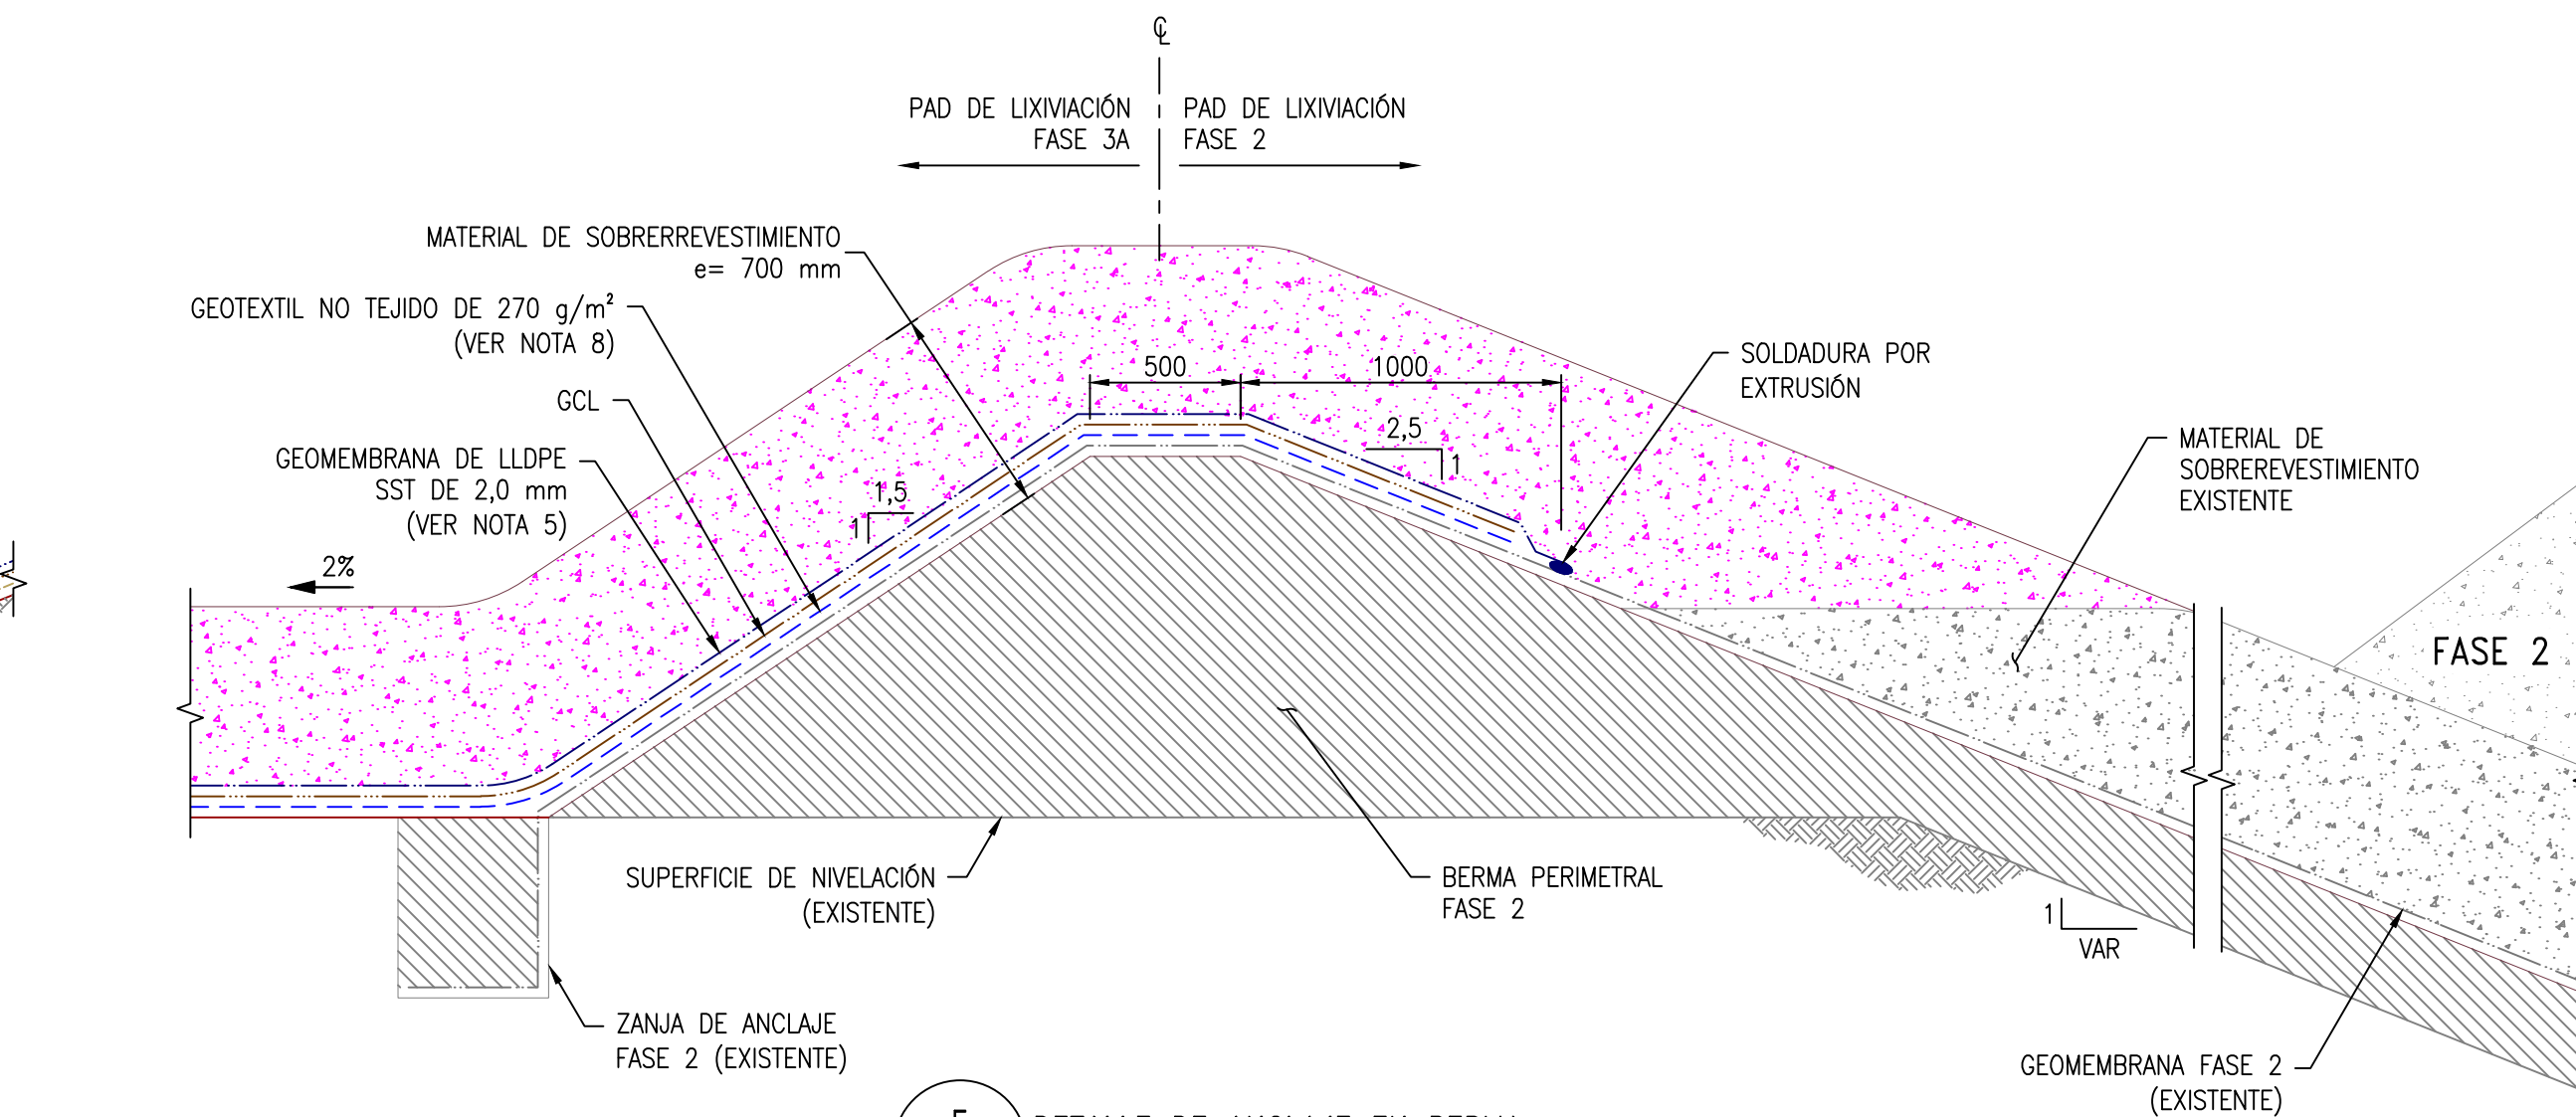 ℄
PAD DE LIXIVIACIÓN
FASE 3A
PAD DE LIXIVIACIÓN
FASE 2
MATERIAL DE SOBRERREVESTIMIENTO
e= 700 mm
GEOTEXTIL NO TEJIDO DE 270 g/m²
(VER NOTA 8)
GCL
GEOMEMBRANA DE LLDPE
SST DE 2,0 mm
(VER NOTA 5)
2%
1,5
1
500
1000
2,5
1
SOLDADURA POR
EXTRUSIÓN
MATERIAL DE
SOBREREVESTIMIENTO
EXISTENTE
FASE 2
SUPERFICIE DE NIVELACIÓN
(EXISTENTE)
BERMA PERIMETRAL
FASE 2
1
VAR
ZANJA DE ANCLAJE
FASE 2 (EXISTENTE)
GEOMEMBRANA FASE 2
(EXISTENTE)